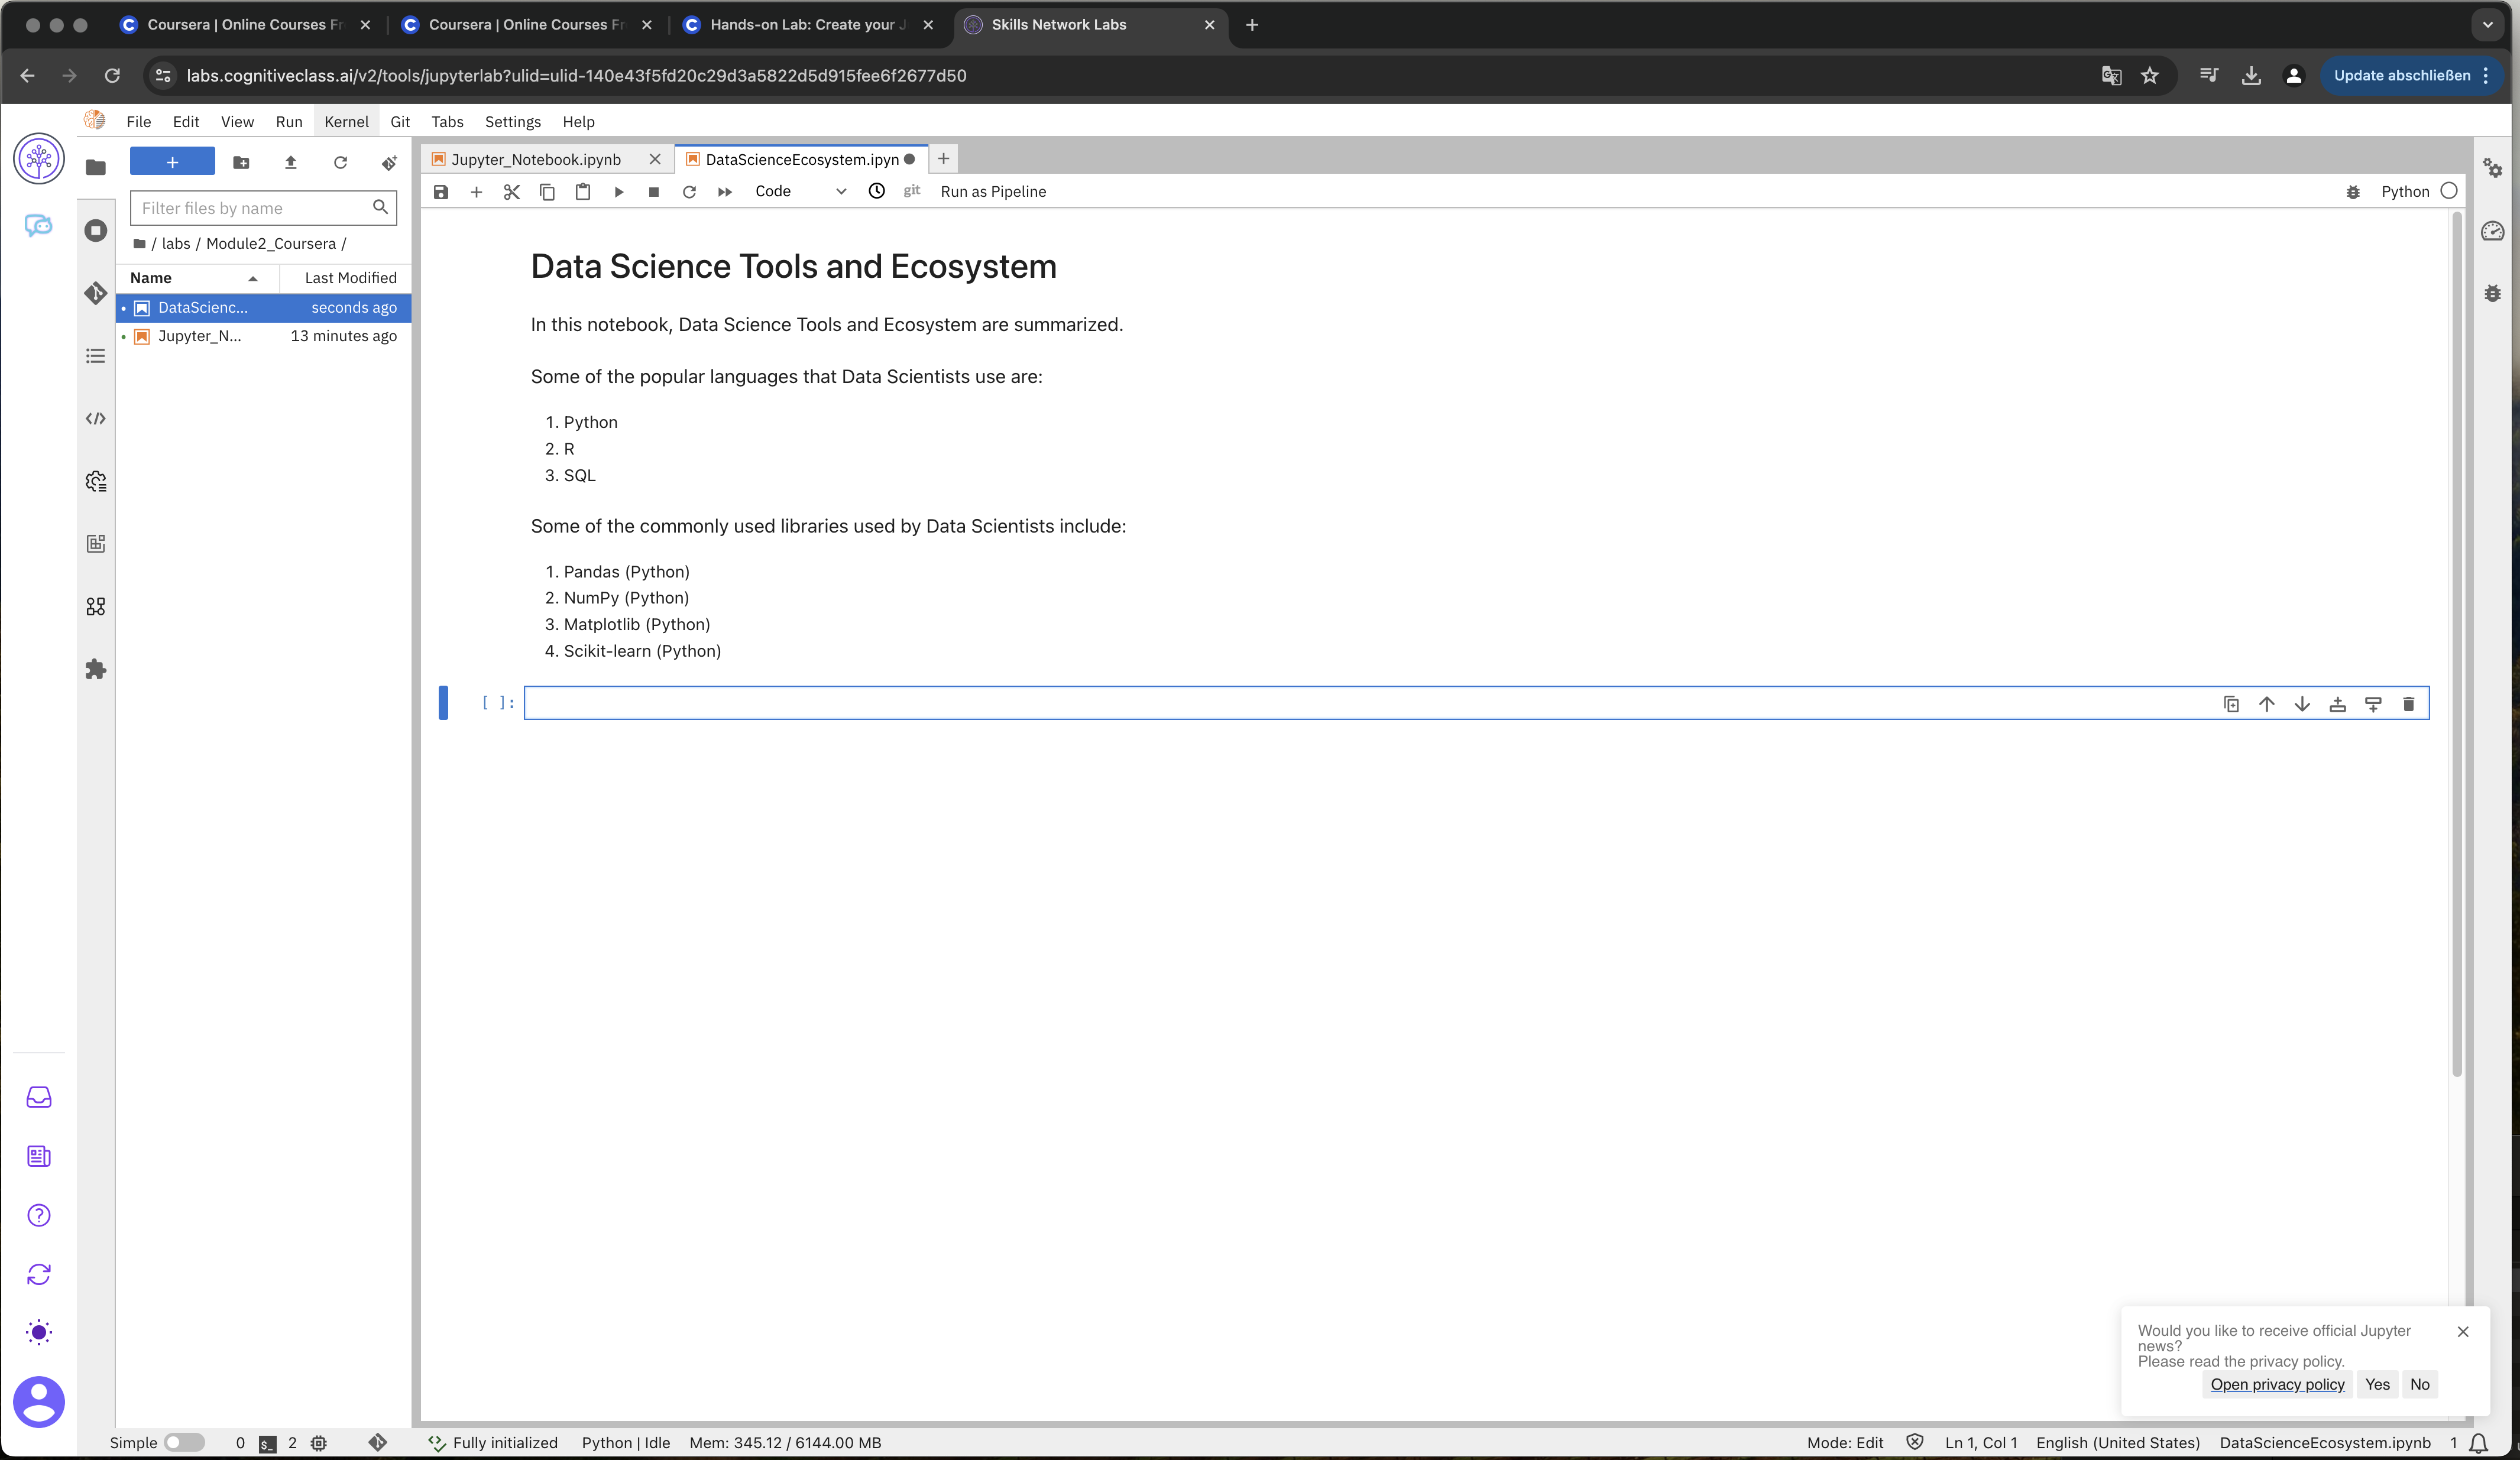 Coursera | Online Courses Fr
Coursera | Online Courses Fr
Hands-on Lab: Create your J
Skills Network Labs
labs.cognitiveclass.ai/v2/tools/jupyterlab?ulid=ulid-140e43f5fd20c29d3a5822d5d915fee6f2677d50
Update abschließen
File Edit View Run Kernel Git Tabs Settings Help
Jupyter_Notebook.ipynb
DataScienceEcosystem.ipyn
Code
git
Run as Pipeline
Python
Filter files by name
/ labs / Module2_Coursera /
Name Last Modified
DataScienc... seconds ago
Jupyter_N... 13 minutes ago
Data Science Tools and Ecosystem
In this notebook, Data Science Tools and Ecosystem are summarized.
Some of the popular languages that Data Scientists use are:
1. Python
2. R
3. SQL
Some of the commonly used libraries used by Data Scientists include:
1. Pandas (Python)
2. NumPy (Python)
3. Matplotlib (Python)
4. Scikit-learn (Python)
[ ]:
Would you like to receive official Jupyter
news?
Please read the privacy policy.
Open privacy policy Yes No
Simple 0 $_ 2 Fully initialized Python | Idle Mem: 345.12 / 6144.00 MB Mode: Edit Ln 1, Col 1 English (United States) DataScienceEcosystem.ipynb 1